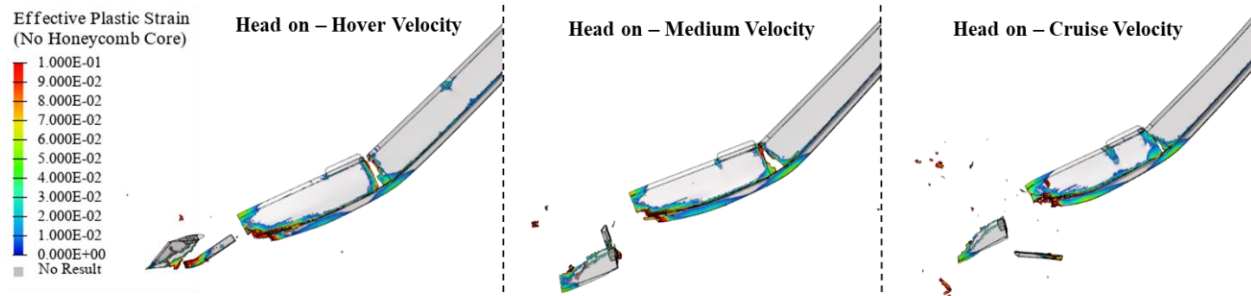 Effective Plastic Strain
(No Honeycomb Core)
1.000E-01
9.000E-02
8.000E-02
7.000E-02
6.000E-02
5.000E-02
4.000E-02
3.000E-02
2.000E-02
1.000E-02
0.000E+00
No Result
Head on – Hover Velocity
Head on – Medium Velocity
Head on – Cruise Velocity